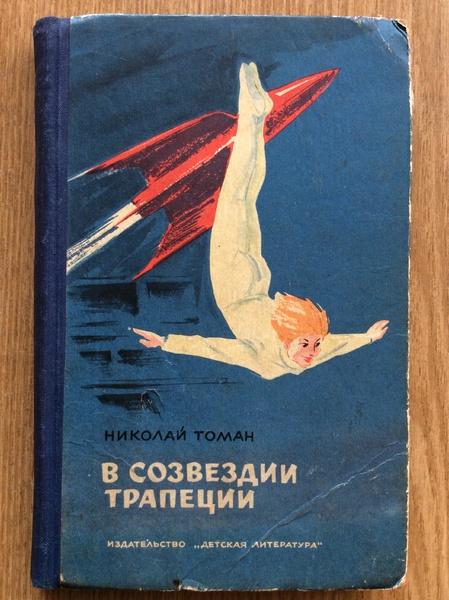 НИКОЛАЙ ТОМАН
В СОЗВЕЗДИИ
ТРАПЕЦИИ
ИЗДАТЕЛЬСТВО „ДЕТСКАЯ ЛИТЕРАТУРА"